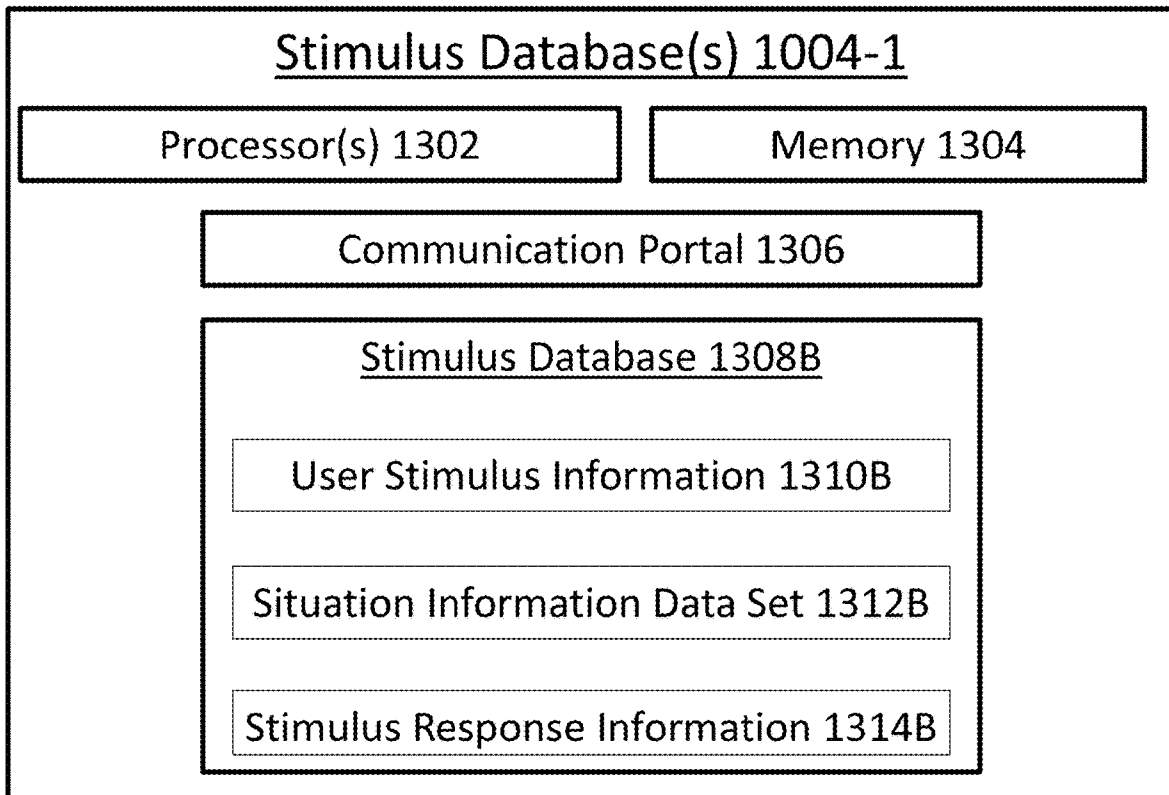 Stimulus Database(s) 1004-1
Processor(s) 1302
Memory 1304
Communication Portal 1306
Stimulus Database 1308B
User Stimulus Information 1310B
Situation Information Data Set 1312B
Stimulus Response Information 1314B